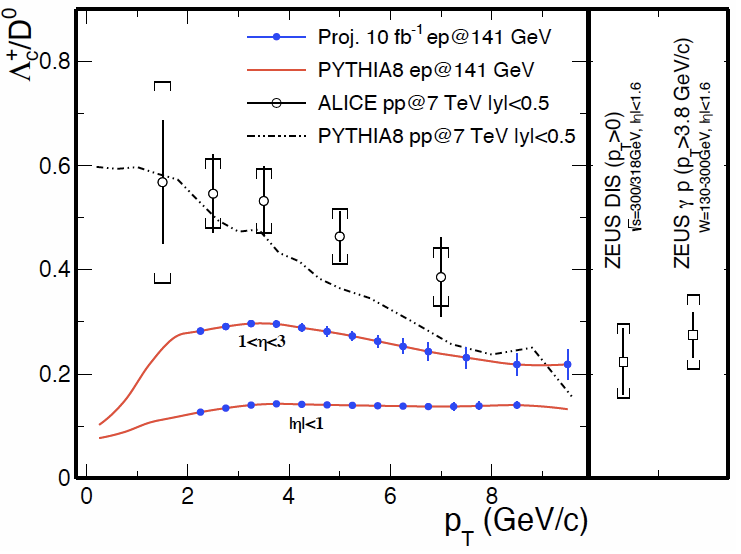 Λc+/D0
0.8
0.6
0.4
0.2
0
Proj. 10 fb-1 ep@141 GeV
PYTHIA8 ep@141 GeV
ALICE pp@7 TeV |y|<0.5
PYTHIA8 pp@7 TeV |y|<0.5
1<η<3
|η|<1
0 2 4 6 8
pT (GeV/c)
ZEUS DIS (pT>0)
√s=300/318GeV, |η|<1.6
ZEUS γ p (pT>3.8 GeV/c)
W=130-300GeV, |η|<1.6